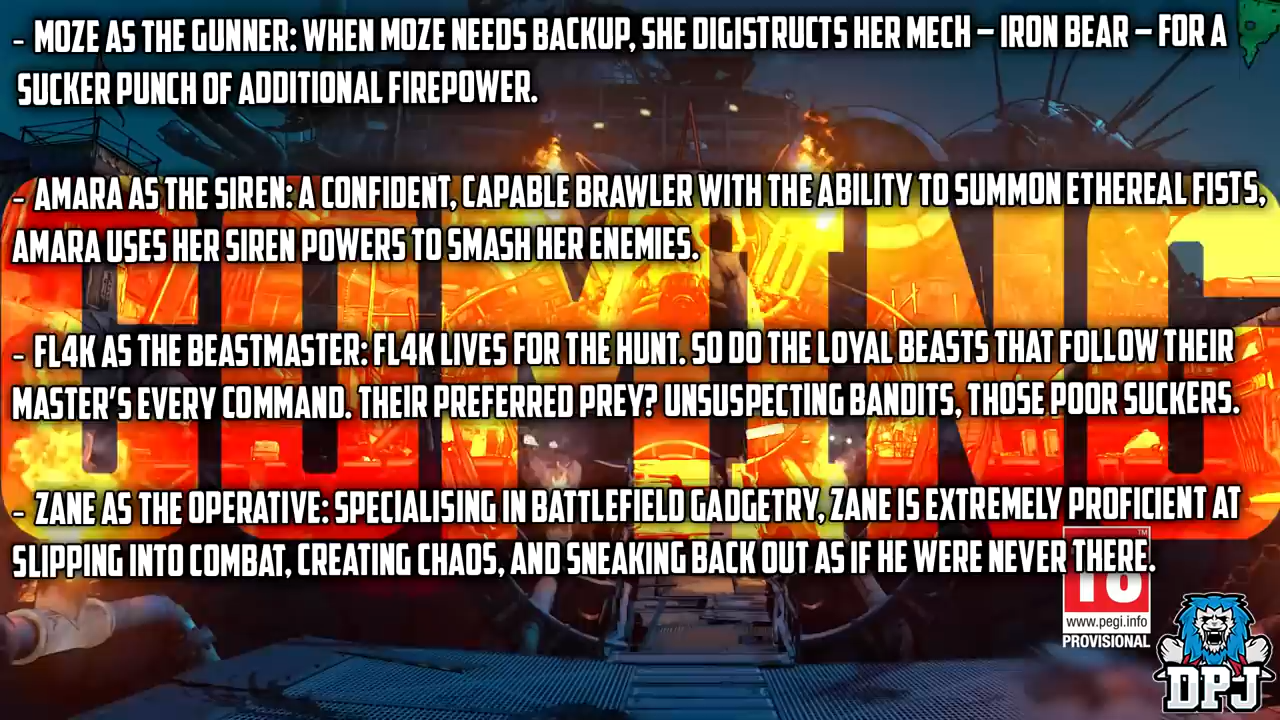 - MOZE AS THE GUNNER: WHEN MOZE NEEDS BACKUP, SHE DIGISTRUCTS HER MECH – IRON BEAR – FOR A
SUCKER PUNCH OF ADDITIONAL FIREPOWER.
- AMARA AS THE SIREN: A CONFIDENT, CAPABLE BRAWLER WITH THE ABILITY TO SUMMON ETHEREAL FISTS,
AMARA USES HER SIREN POWERS TO SMASH HER ENEMIES.
- FL4K AS THE BEASTMASTER: FL4K LIVES FOR THE HUNT. SO DO THE LOYAL BEASTS THAT FOLLOW THEIR
MASTER'S EVERY COMMAND. THEIR PREFERRED PREY? UNSUSPECTING BANDITS, THOSE POOR SUCKERS.
- ZANE AS THE OPERATIVE: SPECIALISING IN BATTLEFIELD GADGETRY, ZANE IS EXTREMELY PROFICIENT AT
SLIPPING INTO COMBAT, CREATING CHAOS, AND SNEAKING BACK OUT AS IF HE WERE NEVER THERE.
COMING
18
www.pegi.info
PROVISIONAL
DPJ